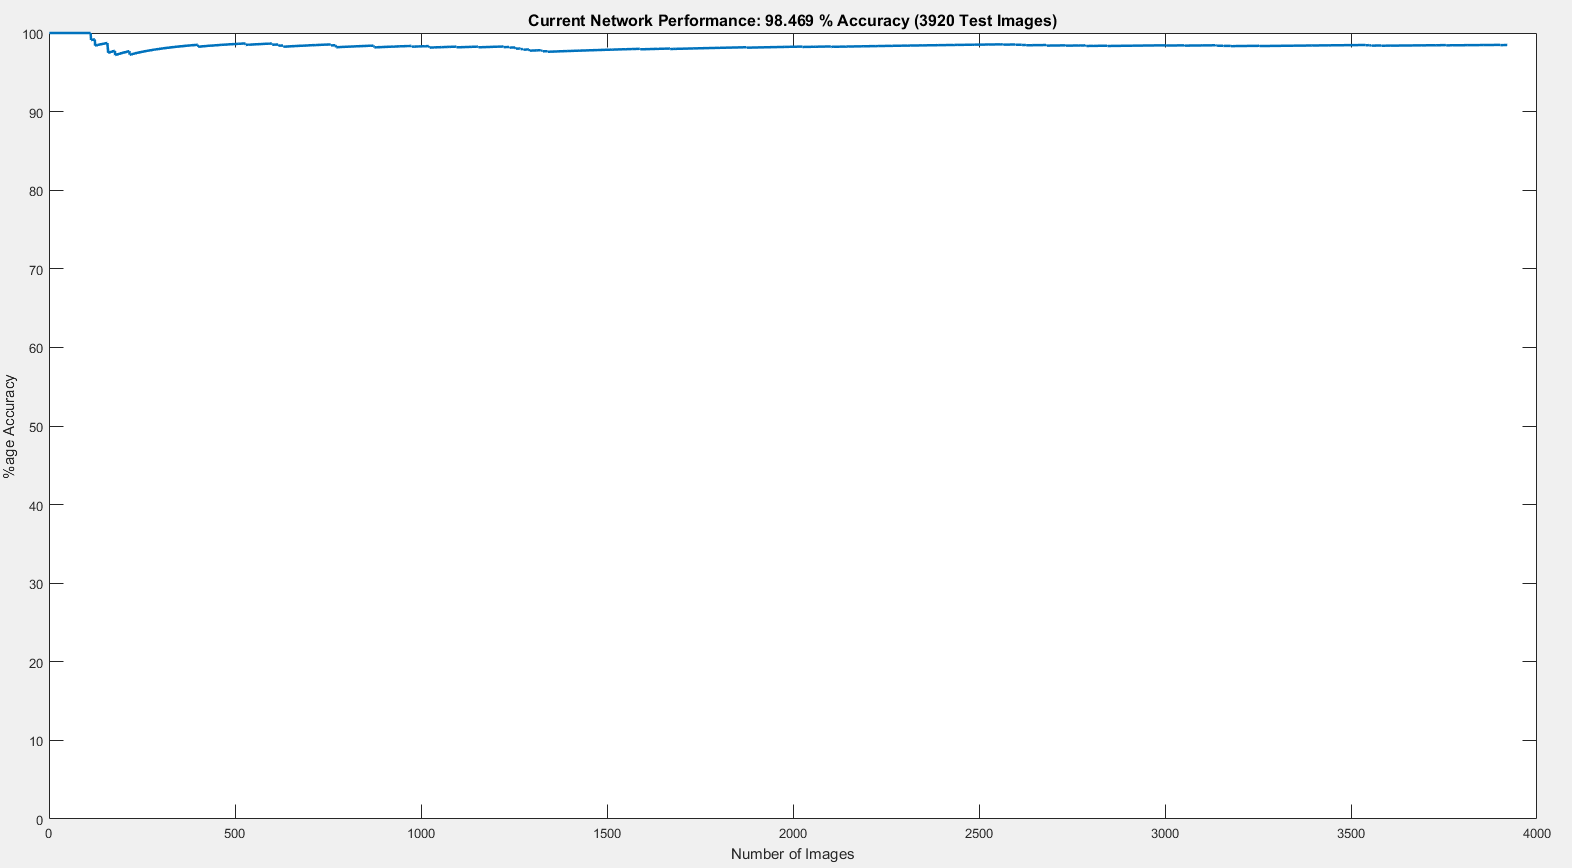 Current Network Performance: 98.469 % Accuracy (3920 Test Images)
100
90
80
70
60
50
40
30
20
10
0
%age Accuracy
0 500 1000 1500 2000 2500 3000 3500 4000
Number of Images